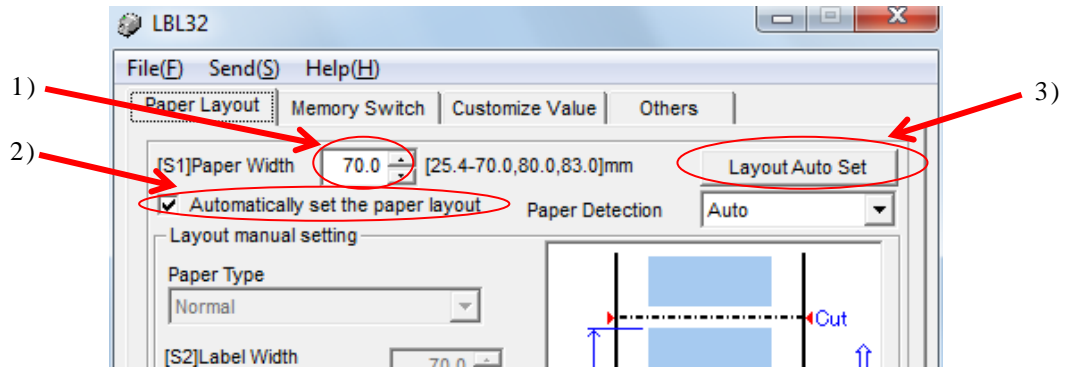 LBL32
File(F) Send(S) Help(H)
1)
Paper Layout Memory Switch Customize Value Others
3)
2)
[S1]Paper Width 70.0 [25.4-70.0,80.0,83.0]mm Layout Auto Set
Automatically set the paper layout Paper Detection Auto
Layout manual setting
Paper Type
Normal
Cut
[S2]Label Width 70.0